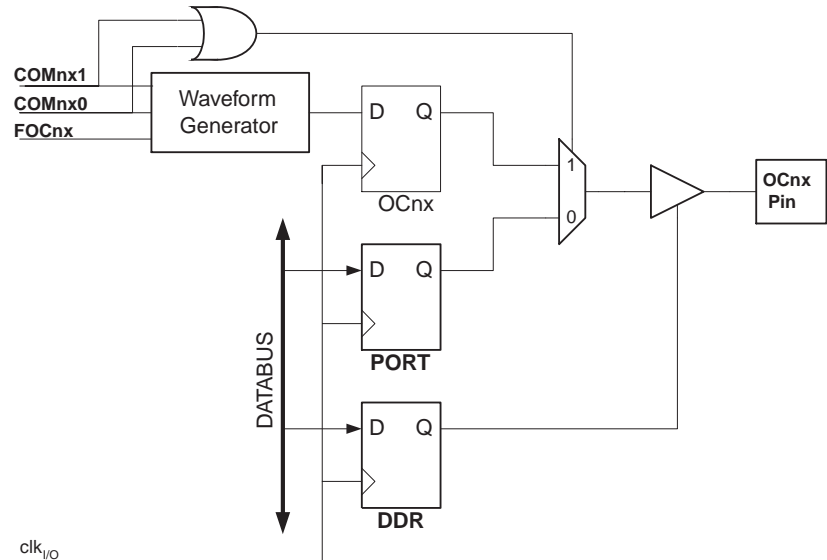 COMnx1
COMnx0
FOCnx
Waveform
Generator
D Q
OCnx
1
0
OCnx
Pin
D Q
PORT
DATABUS
D Q
DDR
clkI/O